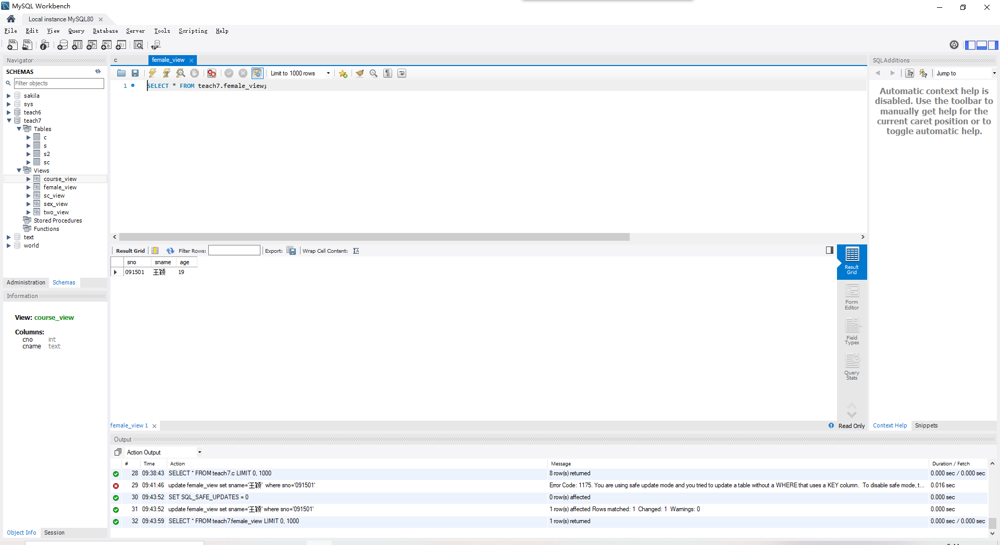 MySQL Workbench
Local instance MySQL80
File Edit View Query Database Server Tools Scripting Help
Navigator
SCHEMAS
Filter objects
sakila
sys
teach6
teach7
Tables
c
s
s2
sc
Views
course_view
female_view
sc_view
sex_view
two_view
Stored Procedures
Functions
text
world
Administration Schemas
Information
View: course_view
Columns:
cno int
cname text
Object Info Session
c female_view
Limit to 1000 rows
1 SELECT * FROM teach7.female_view;
Result Grid Filter Rows: Export: Wrap Cell Content:
sno sname age
091501 王颖 19
Result
Grid
Form
Editor
Field
Types
Query
Stats
female_view 1
Read Only
SQLAdditions
Jump to
Automatic context help is
disabled. Use the toolbar to
manually get help for the
current caret position or to
toggle automatic help.
Context Help Snippets
Output
Action Output
# Time Action Message Duration / Fetch
28 09:38:43 SELECT * FROM teach7.c LIMIT 0, 1000 8 row(s) returned 0.000 sec / 0.000 sec
29 09:41:46 update female_view set sname='王颖' where sno='091501' Error Code: 1175. You are using safe update mode and you tried to update a table without a WHERE that uses a KEY column.  To disable safe mode, t... 0.016 sec
30 09:43:52 SET SQL_SAFE_UPDATES = 0 0 row(s) affected 0.000 sec
31 09:43:52 update female_view set sname='王颖' where sno='091501' 1 row(s) affected Rows matched: 1  Changed: 1  Warnings: 0 0.000 sec
32 09:43:59 SELECT * FROM teach7.female_view LIMIT 0, 1000 1 row(s) returned 0.000 sec / 0.000 sec